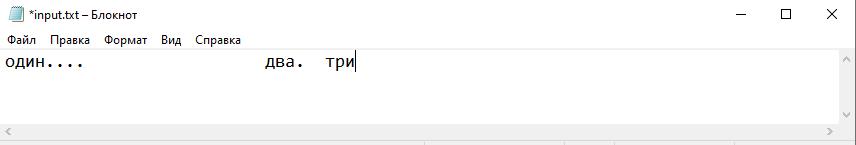 *input.txt – Блокнот
Файл Правка Формат Вид Справка
один....                  два.  три